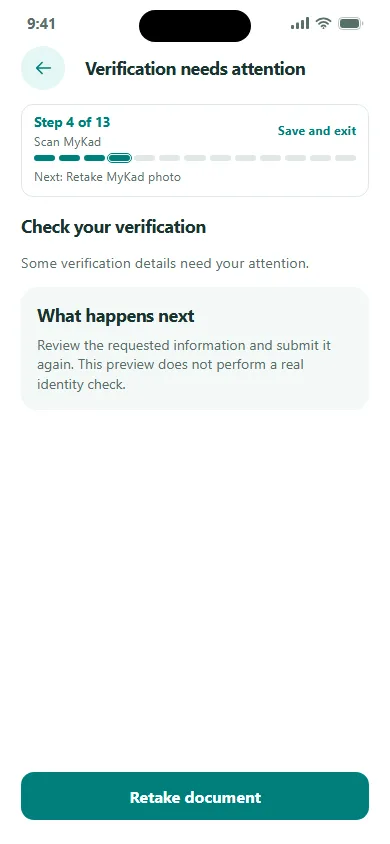 9:41
Verification needs attention
Step 4 of 13
Save and exit
Scan MyKad
Next: Retake MyKad photo
Check your verification
Some verification details need your attention.
What happens next
Review the requested information and submit it
again. This preview does not perform a real
identity check.
Retake document